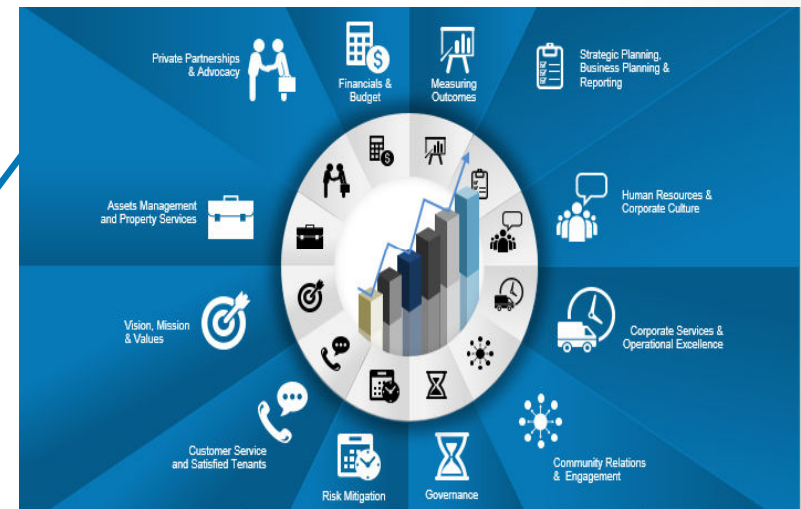 Private Partnerships
& Advocacy
Financials &
Budget
Measuring
Outcomes
Strategic Planning,
Business Planning &
Reporting
Assets Management
and Property Services
Human Resources &
Corporate Culture
Vision, Mission
& Values
Corporate Services &
Operational Excellence
Customer Service
and Satisfied Tenants
Risk Mitigation
Governance
Community Relations
& Engagement